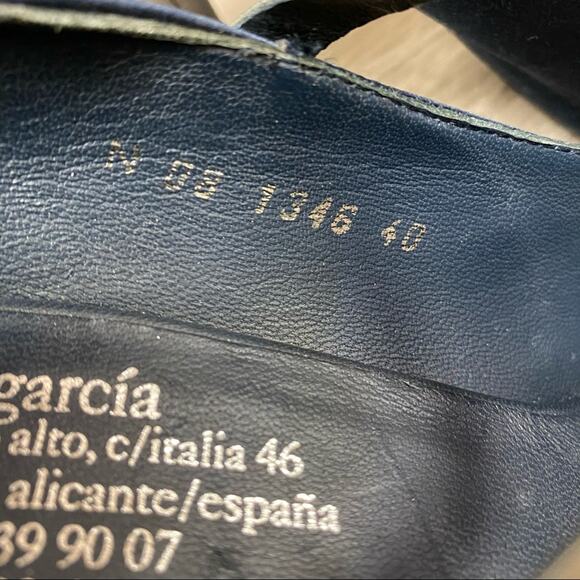 N 08 1346 40
garcía
alto, c/italia 46
alicante/españa
39 90 07